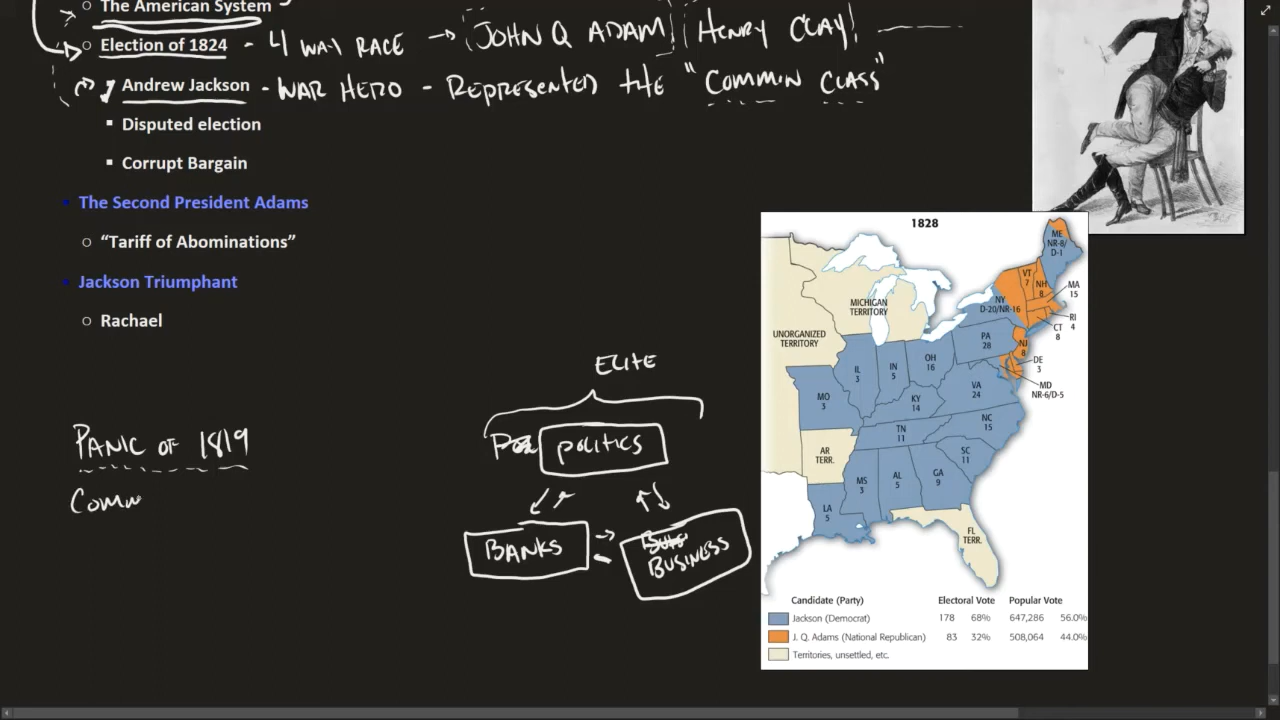 The American System
Election of 1824 - 4 WAY RACE → JOHN Q ADAM HENRY CLAY
Andrew Jackson - WAR HERO - REPRESENTED THE "COMMON CLASS"
Disputed election
Corrupt Bargain
The Second President Adams
“Tariff of Abominations”
Jackson Triumphant
Rachael
PANIC OF 1819
COMM
ELITE
POLITICS
BANKS
BUSINESS
1828
ME
NR-8/
D-1
VT
7
NH
8
MA
15
NY
D-20/NR-16
RI
4
CT
8
MICHIGAN
TERRITORY
UNORGANIZED
TERRITORY
PA
28
NJ
8
DE
3
MD
NR-6/D-5
IL
3
IN
5
OH
16
MO
3
KY
14
VA
24
NC
15
TN
11
AR
TERR.
SC
11
MS
3
AL
5
GA
9
LA
5
FL
TERR.
Candidate (Party) Electoral Vote Popular Vote
Jackson (Democrat) 178 68% 647,286 56.0%
J. Q. Adams (National Republican) 83 32% 508,064 44.0%
Territories, unsettled, etc.